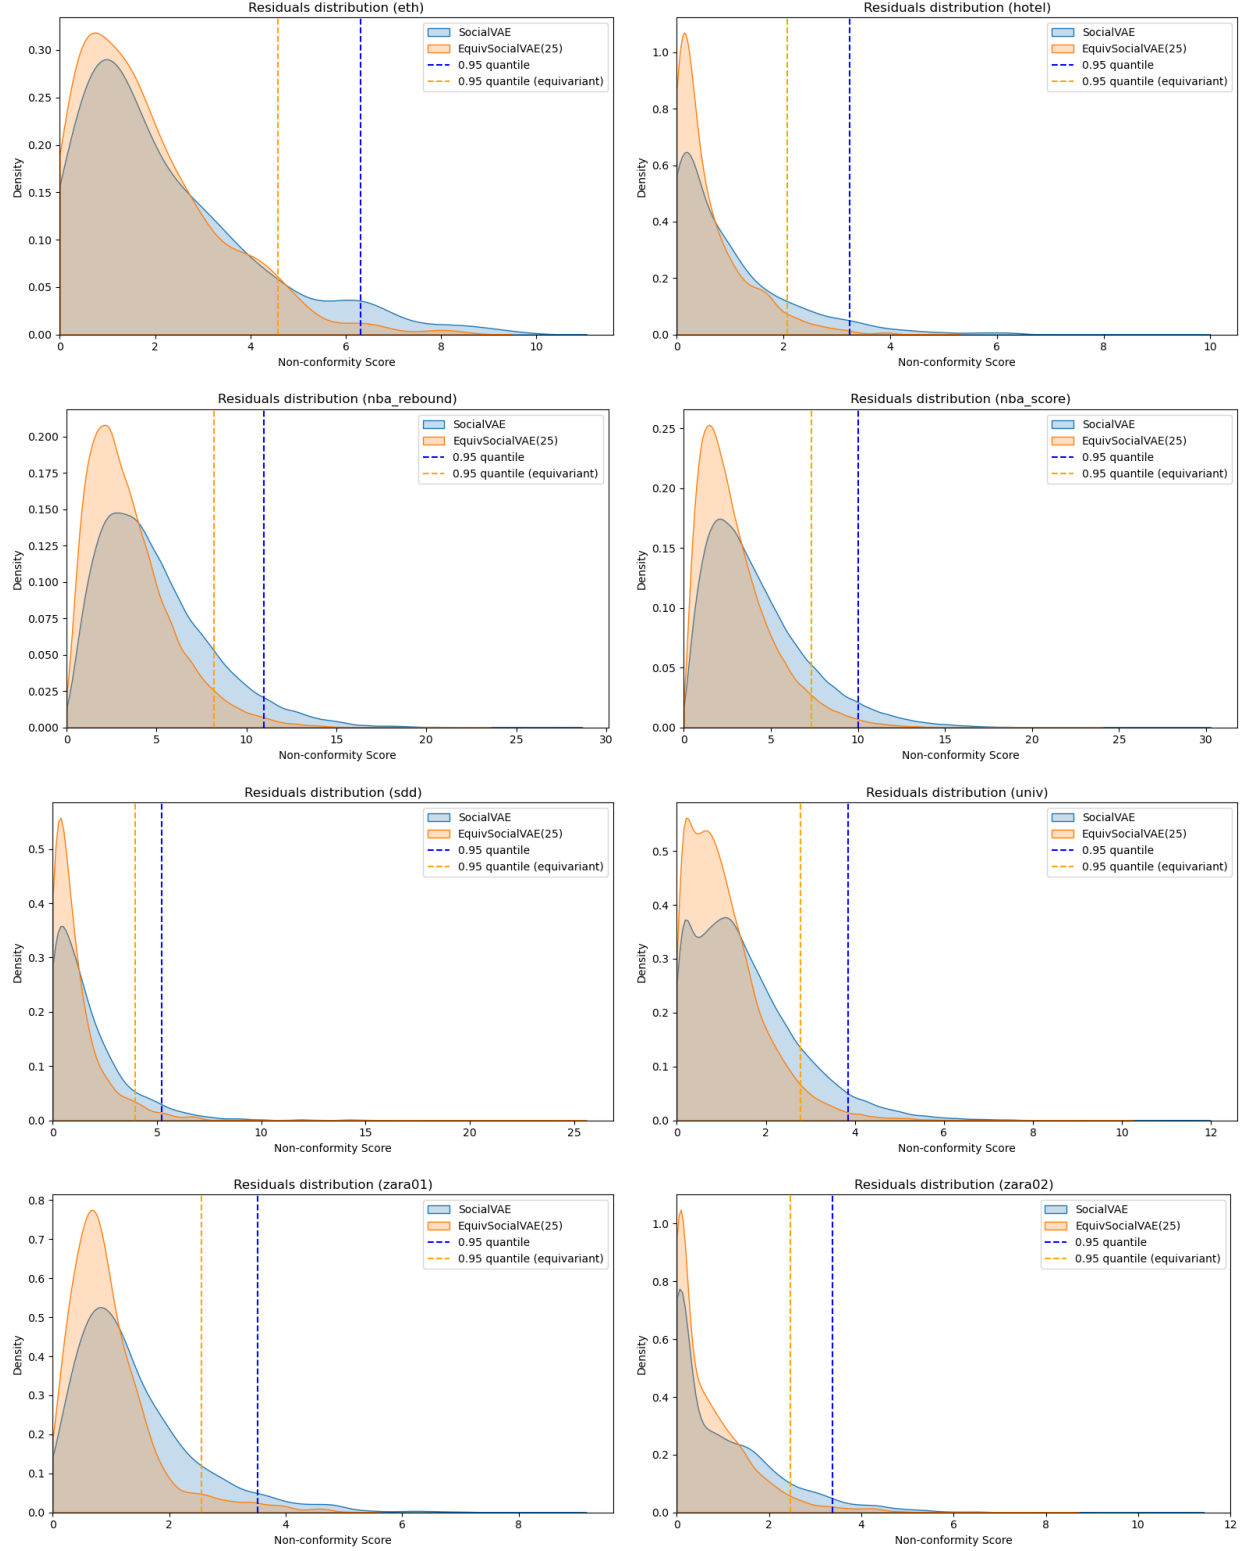 Residuals distribution (eth)
SocialVAE
EquivSocialVAE(25)
0.95 quantile
0.95 quantile (equivariant)
Density
0.30
0.25
0.20
0.15
0.10
0.05
0.00
0 2 4 6 8 10
Non-conformity Score
Residuals distribution (hotel)
SocialVAE
EquivSocialVAE(25)
0.95 quantile
0.95 quantile (equivariant)
Density
1.0
0.8
0.6
0.4
0.2
0.0
0 2 4 6 8 10
Non-conformity Score
Residuals distribution (nba_rebound)
SocialVAE
EquivSocialVAE(25)
0.95 quantile
0.95 quantile (equivariant)
Density
0.200
0.175
0.150
0.125
0.100
0.075
0.050
0.025
0.000
0 5 10 15 20 25 30
Non-conformity Score
Residuals distribution (nba_score)
SocialVAE
EquivSocialVAE(25)
0.95 quantile
0.95 quantile (equivariant)
Density
0.25
0.20
0.15
0.10
0.05
0.00
0 5 10 15 20 25 30
Non-conformity Score
Residuals distribution (sdd)
SocialVAE
EquivSocialVAE(25)
0.95 quantile
0.95 quantile (equivariant)
Density
0.5
0.4
0.3
0.2
0.1
0.0
0 5 10 15 20 25
Non-conformity Score
Residuals distribution (univ)
SocialVAE
EquivSocialVAE(25)
0.95 quantile
0.95 quantile (equivariant)
Density
0.5
0.4
0.3
0.2
0.1
0.0
0 2 4 6 8 10 12
Non-conformity Score
Residuals distribution (zara01)
SocialVAE
EquivSocialVAE(25)
0.95 quantile
0.95 quantile (equivariant)
Density
0.8
0.7
0.6
0.5
0.4
0.3
0.2
0.1
0.0
0 2 4 6 8
Non-conformity Score
Residuals distribution (zara02)
SocialVAE
EquivSocialVAE(25)
0.95 quantile
0.95 quantile (equivariant)
Density
1.0
0.8
0.6
0.4
0.2
0.0
0 2 4 6 8 10 12
Non-conformity Score